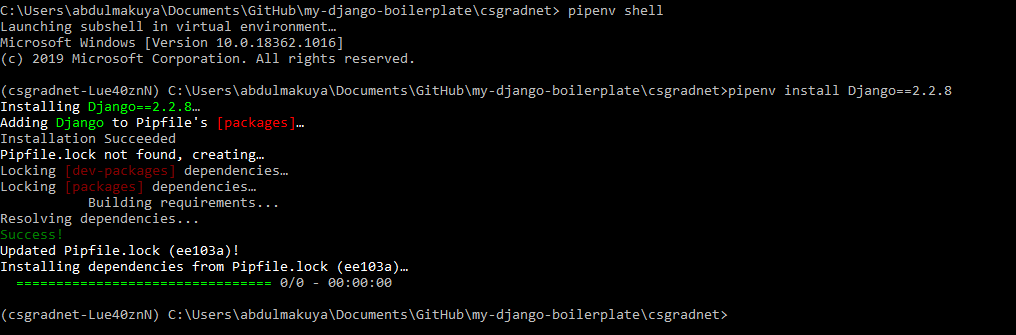 C:\Users\abdulmakuya\Documents\GitHub\my-django-boilerplate\csgradnet> pipenv shell
Launching subshell in virtual environment…
Microsoft Windows [Version 10.0.18362.1016]
(c) 2019 Microsoft Corporation. All rights reserved.
(csgradnet-Lue40znN) C:\Users\abdulmakuya\Documents\GitHub\my-django-boilerplate\csgradnet>pipenv install Django==2.2.8
Installing Django==2.2.8…
Adding Django to Pipfile's [packages]…
Installation Succeeded
Pipfile.lock not found, creating…
Locking [dev-packages] dependencies…
Locking [packages] dependencies…
Building requirements...
Resolving dependencies...
Success!
Updated Pipfile.lock (ee103a)!
Installing dependencies from Pipfile.lock (ee103a)…
================================ 0/0 - 00:00:00
(csgradnet-Lue40znN) C:\Users\abdulmakuya\Documents\GitHub\my-django-boilerplate\csgradnet>